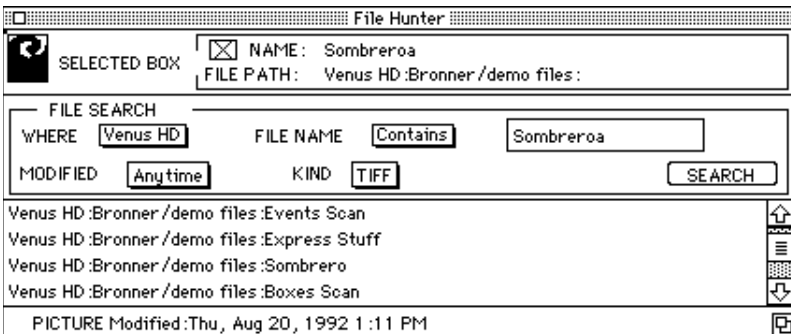 File Hunter
SELECTED BOX
NAME: Sombreroa
FILE PATH: Venus HD:Bronner/demo files:
FILE SEARCH
WHERE Venus HD FILE NAME Contains Sombreroa
MODIFIED Anytime KIND TIFF SEARCH
Venus HD:Bronner/demo files:Events Scan
Venus HD:Bronner/demo files:Express Stuff
Venus HD:Bronner/demo files:Sombrero
Venus HD:Bronner/demo files:Boxes Scan
PICTURE Modified:Thu, Aug 20, 1992 1:11 PM